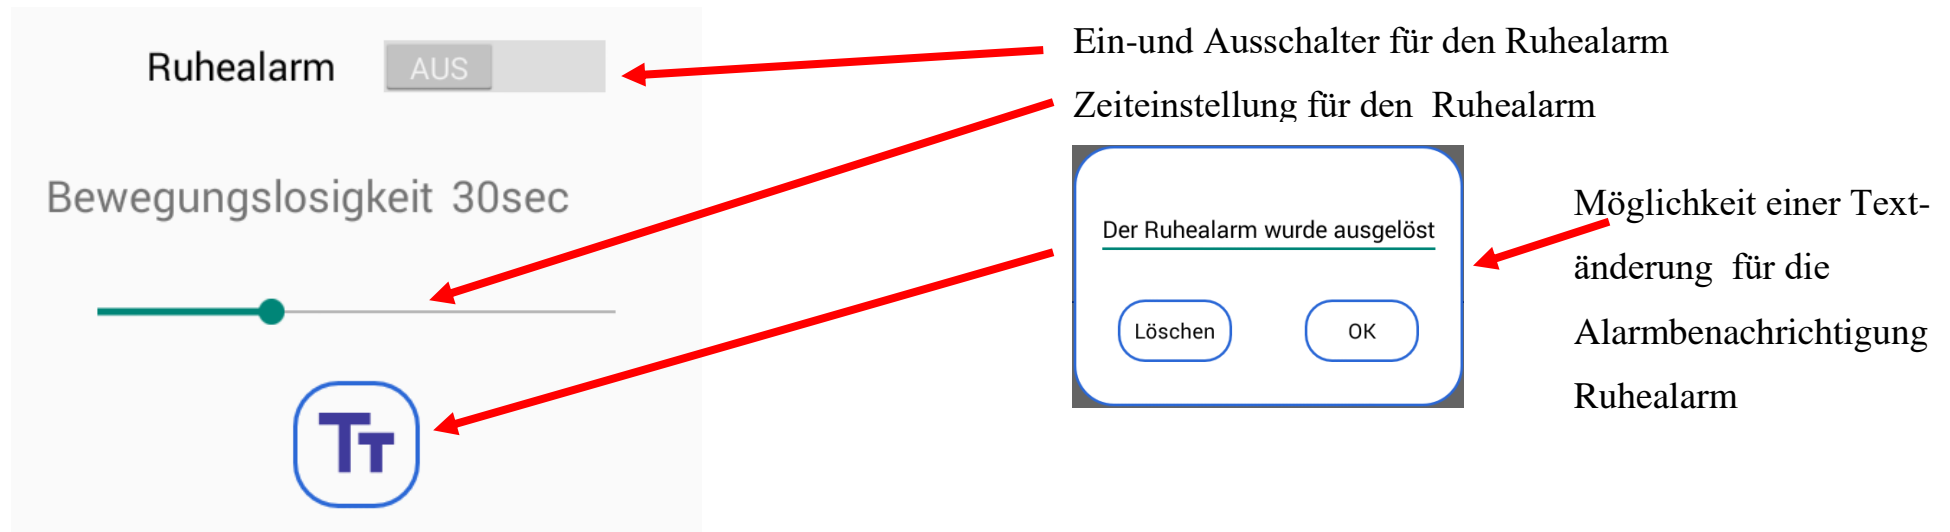 Ruhealarm AUS
Bewegungslosigkeit 30sec
TT
Ein-und Ausschalter für den Ruhealarm
Zeiteinstellung für den Ruhealarm
Der Ruhealarm wurde ausgelöst
Löschen OK
Möglichkeit einer Text-
änderung für die
Alarmbenachrichtigung
Ruhealarm